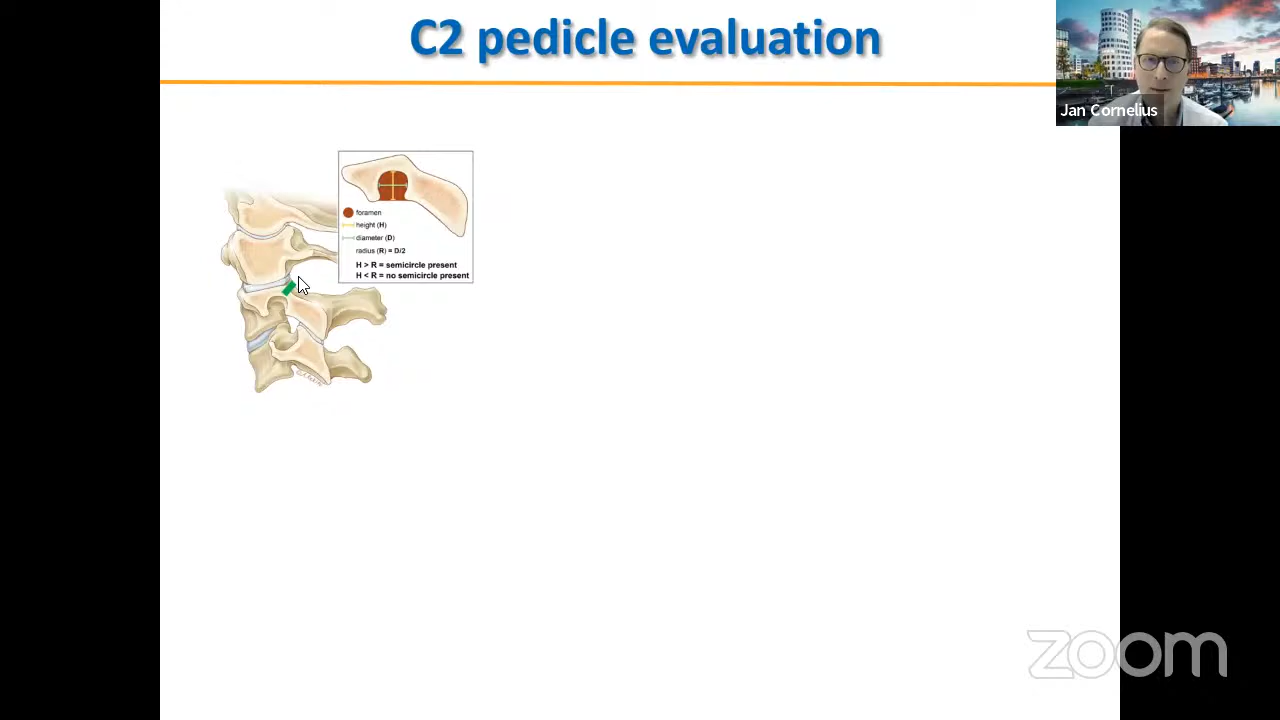 C2 pedicle evaluation
Jan Cornelius
foramen
height (H)
diameter (D)
radius (R) = D/2
H > R = semicircle present
H < R = no semicircle present
zoom